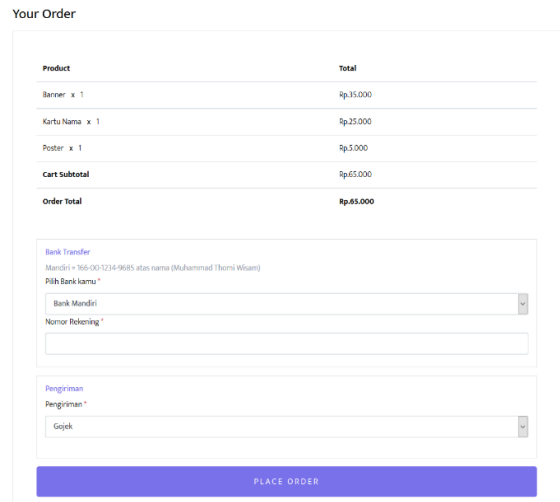 Your Order
Product Total
Banner x 1 Rp.35.000
Kartu Nama x 1 Rp.25.000
Poster x 1 Rp.5.000
Cart Subtotal Rp.65.000
Order Total Rp.65.000
Bank Transfer
Mandiri = 166-00-1234-9685 atas nama (Muhammad Thomi Wisam)
Pilih Bank kamu *
Bank Mandiri
Nomor Rekening *
Pengiriman
Pengiriman *
Gojek
PLACE ORDER